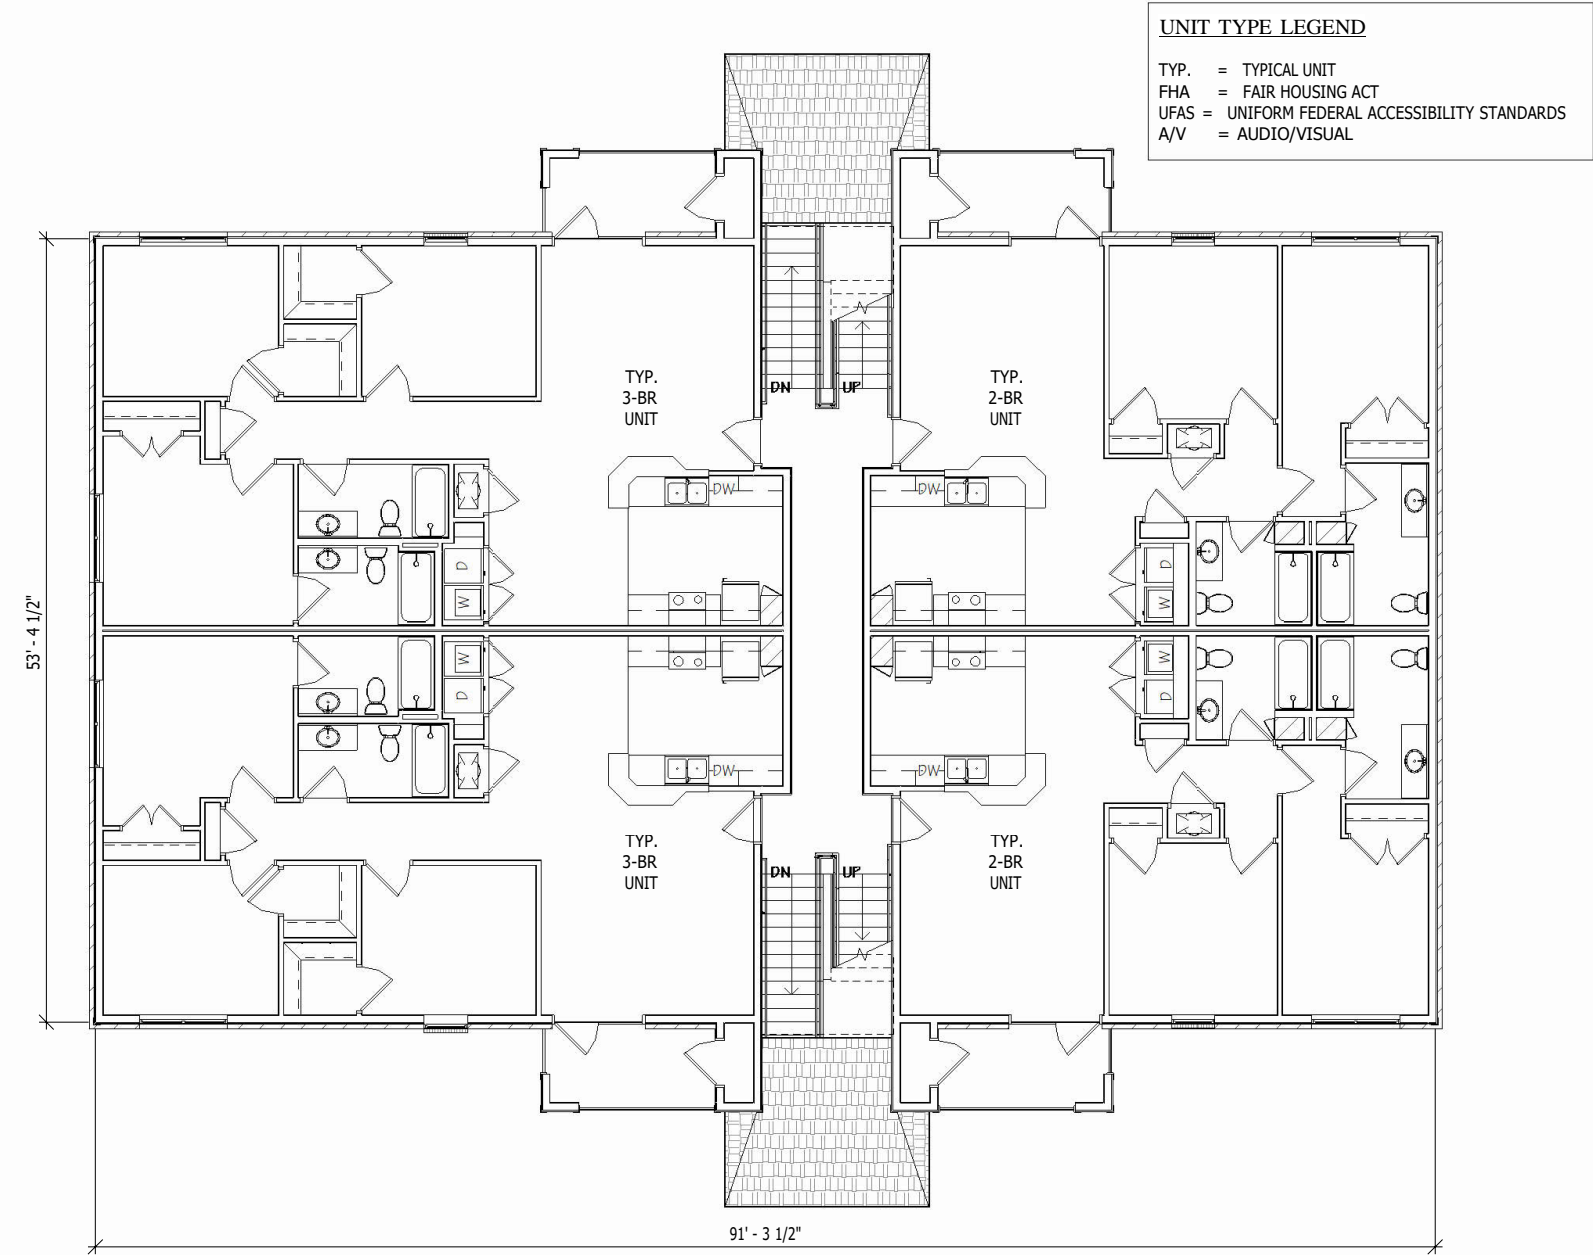 UNIT TYPE LEGEND
TYP. = TYPICAL UNIT
FHA = FAIR HOUSING ACT
UFAS = UNIFORM FEDERAL ACCESSIBILITY STANDARDS
A/V = AUDIO/VISUAL
TYP.
3-BR
UNIT
TYP.
2-BR
UNIT
DN
UP
DW
DW
D
D
W
W
53' - 4 1/2"
W
W
D
D
DW
DW
TYP.
3-BR
UNIT
TYP.
2-BR
UNIT
DN
UP
91' - 3 1/2"